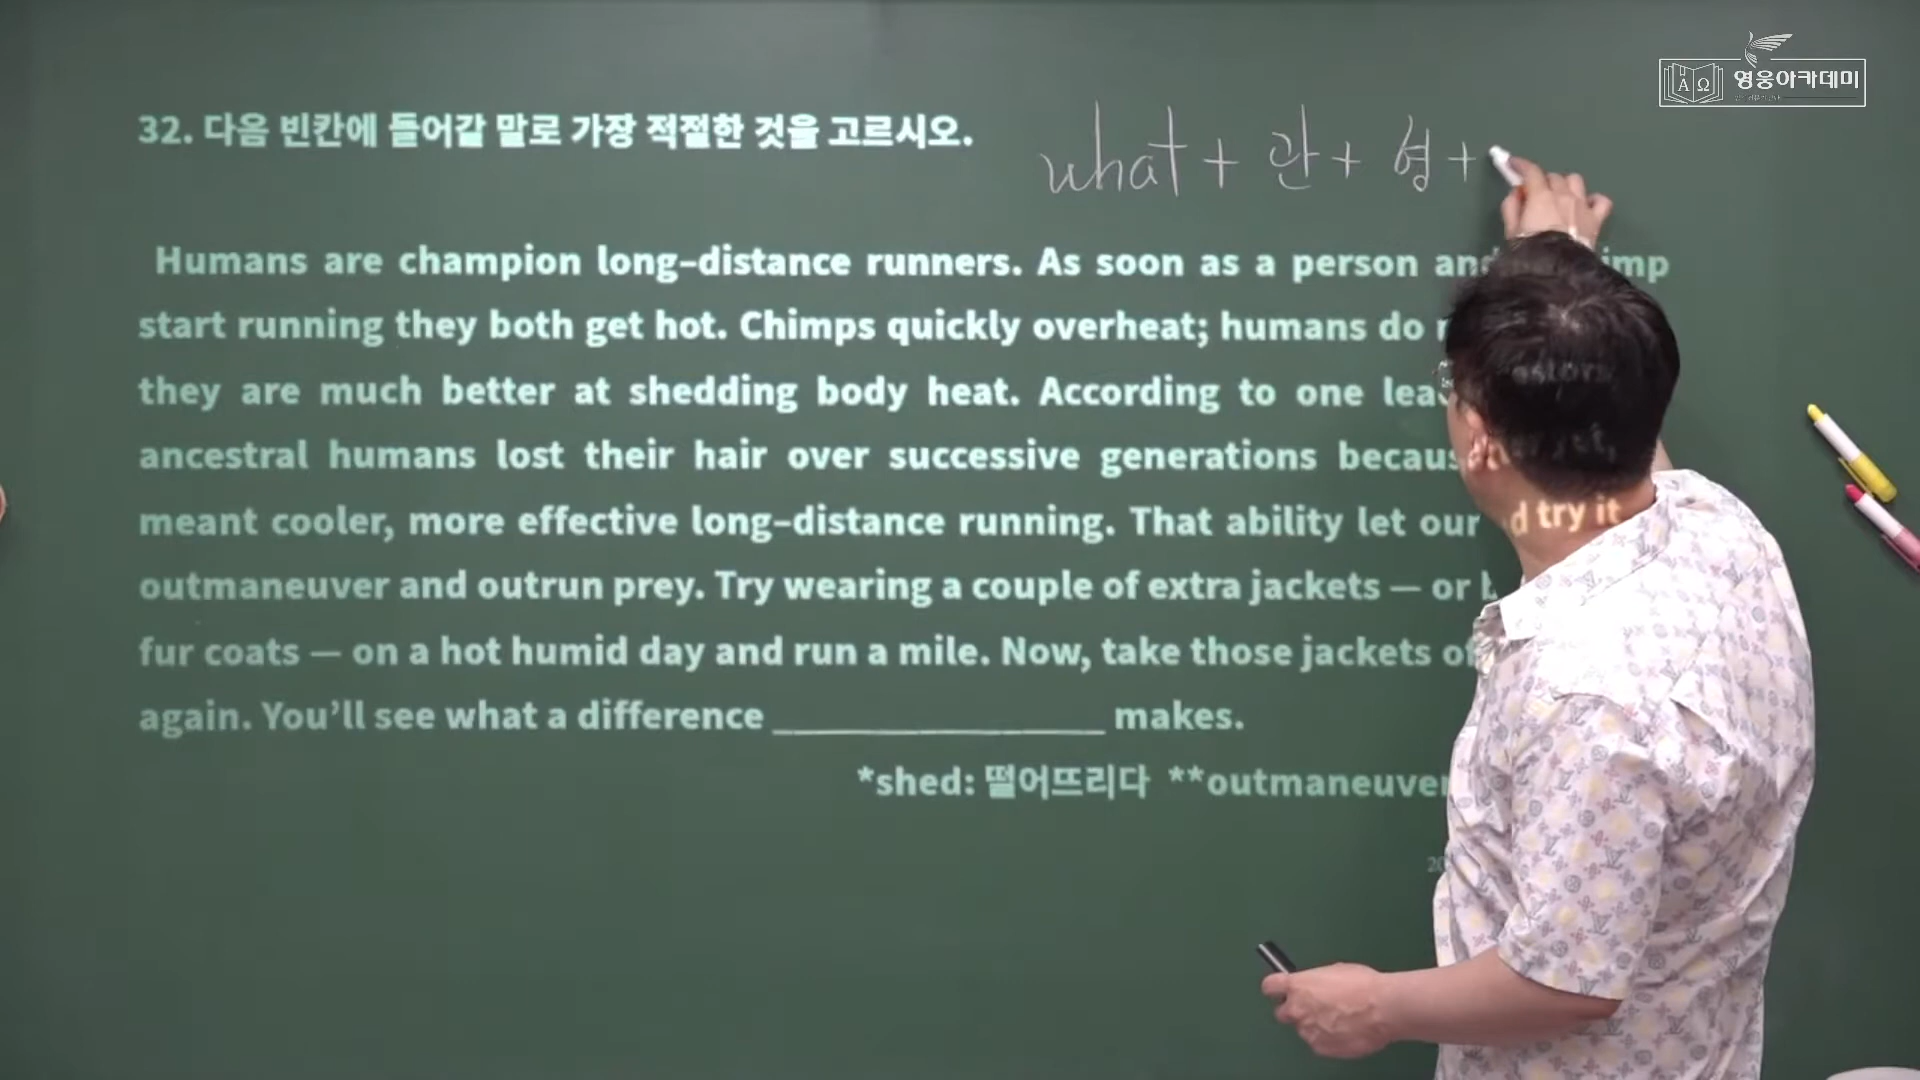 영웅아카데미
A Ω
32. 다음 빈칸에 들어갈 말로 가장 적절한 것을 고르시오.
what + 관 + 형 +
Humans are champion long-distance runners. As soon as a person and imp
start running they both get hot. Chimps quickly overheat; humans do
they are much better at shedding body heat. According to one
ancestral humans lost their hair over successive generations
meant cooler, more effective long-distance running. That ability let our
outmaneuver and outrun prey. Try wearing a couple of extra jackets — or
fur coats — on a hot humid day and run a mile. Now, take those jackets try it
again. You'll see what a difference ________________ makes.
*shed: 떨어뜨리다 **outmaneuver